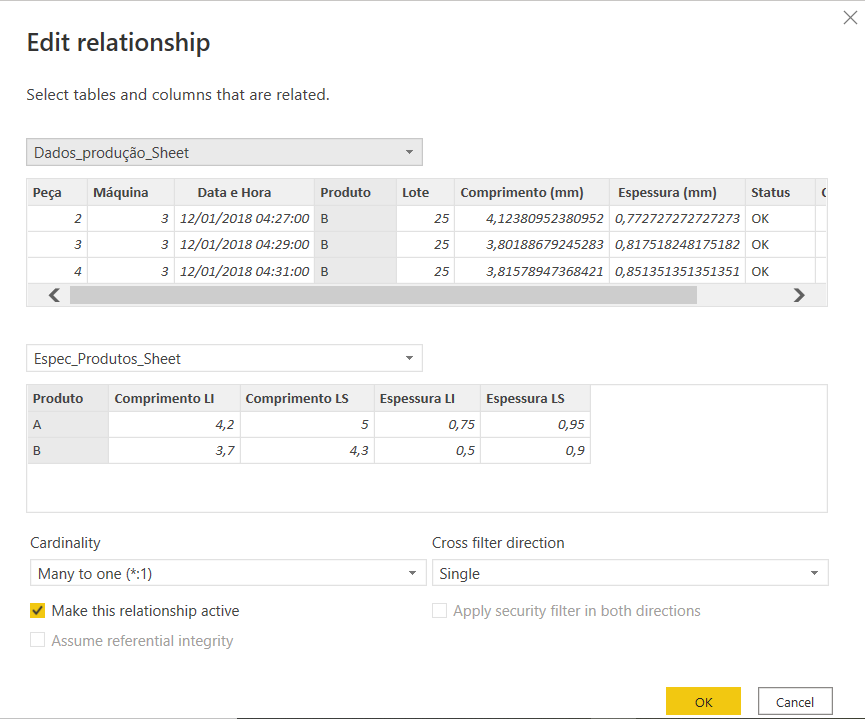 Edit relationship
Select tables and columns that are related.
Dados_produção_Sheet
Peça Máquina Data e Hora Produto Lote Comprimento (mm) Espessura (mm) Status
2 3 12/01/2018 04:27:00 B 25 4,12380952380952 0,772727272727273 OK
3 3 12/01/2018 04:29:00 B 25 3,80188679245283 0,817518248175182 OK
4 3 12/01/2018 04:31:00 B 25 3,81578947368421 0,851351351351351 OK
Espec_Produtos_Sheet
Produto Comprimento LI Comprimento LS Espessura LI Espessura LS
A 4,2 5 0,75 0,95
B 3,7 4,3 0,5 0,9
Cardinality Cross filter direction
Many to one (*:1) Single
Make this relationship active Apply security filter in both directions
Assume referential integrity
OK Cancel